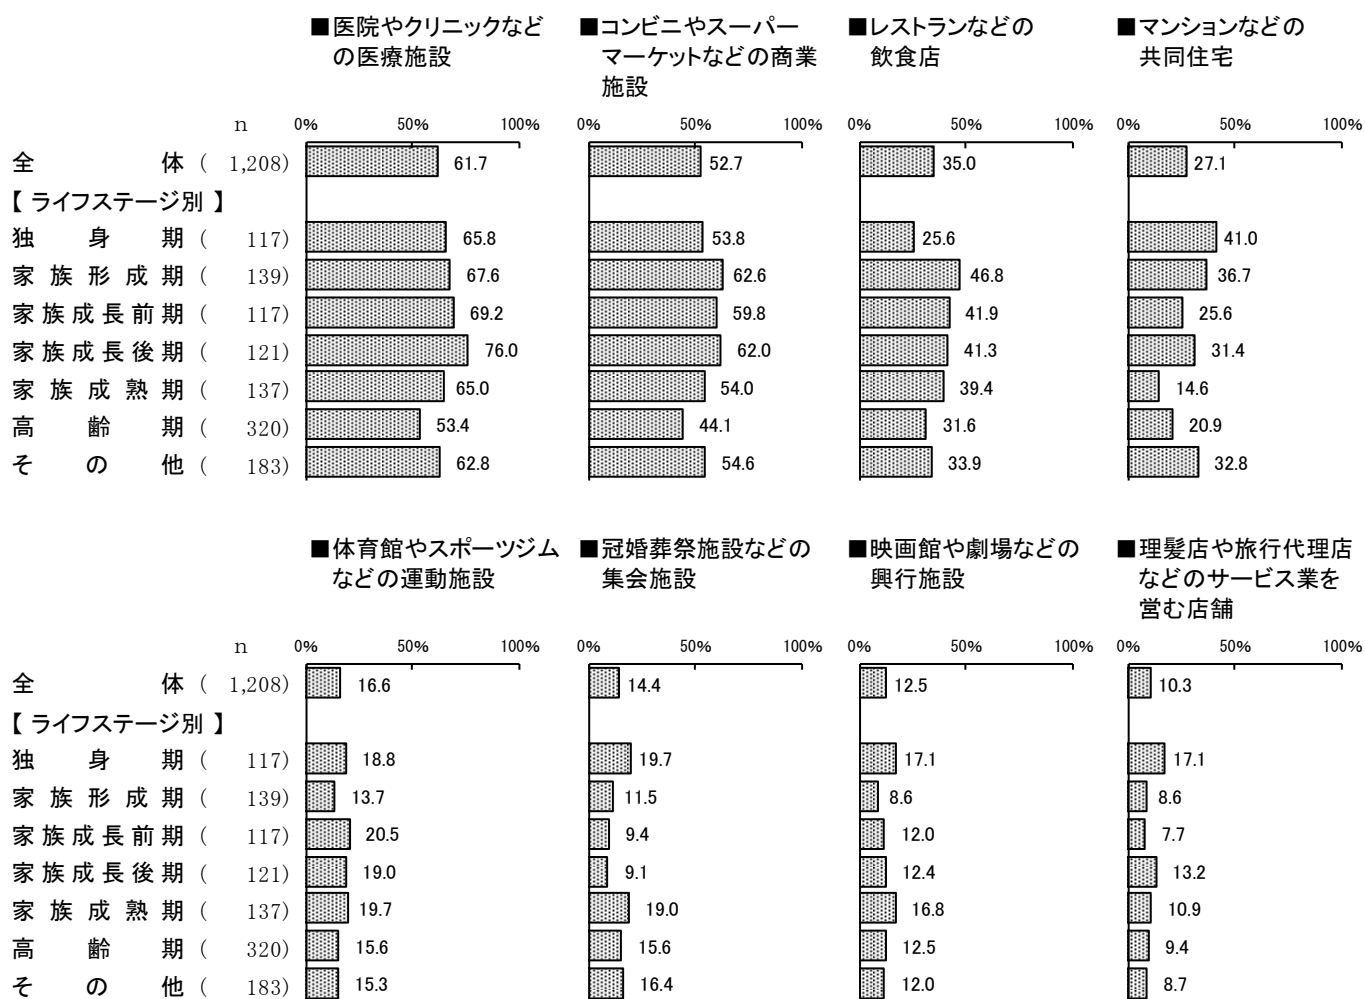 ■医院やクリニックなど ■コンビニやスーパー ■レストランなどの ■マンションなどの
の医療施設 マーケットなどの商業 飲食店 共同住宅
施設
n 0% 50% 100% 0% 50% 100% 0% 50% 100% 0% 50% 100%
全体 ( 1,208) 61.7 52.7 35.0 27.1
【 ライフステージ別 】
独身期 ( 117) 65.8 53.8 25.6 41.0
家族形成期 ( 139) 67.6 62.6 46.8 36.7
家族成長前期 ( 117) 69.2 59.8 41.9 25.6
家族成長後期 ( 121) 76.0 62.0 41.3 31.4
家族成熟期 ( 137) 65.0 54.0 39.4 14.6
高齢期 ( 320) 53.4 44.1 31.6 20.9
その他 ( 183) 62.8 54.6 33.9 32.8
■体育館やスポーツジム ■冠婚葬祭施設などの ■映画館や劇場などの ■理髪店や旅行代理店
などの運動施設 集会施設 興行施設 などのサービス業を
営む店舗
n 0% 50% 100% 0% 50% 100% 0% 50% 100% 0% 50% 100%
全体 ( 1,208) 16.6 14.4 12.5 10.3
【 ライフステージ別 】
独身期 ( 117) 18.8 19.7 17.1 17.1
家族形成期 ( 139) 13.7 11.5 8.6 8.6
家族成長前期 ( 117) 20.5 9.4 12.0 7.7
家族成長後期 ( 121) 19.0 9.1 12.4 13.2
家族成熟期 ( 137) 19.7 19.0 16.8 10.9
高齢期 ( 320) 15.6 15.6 12.5 9.4
その他 ( 183) 15.3 16.4 12.0 8.7